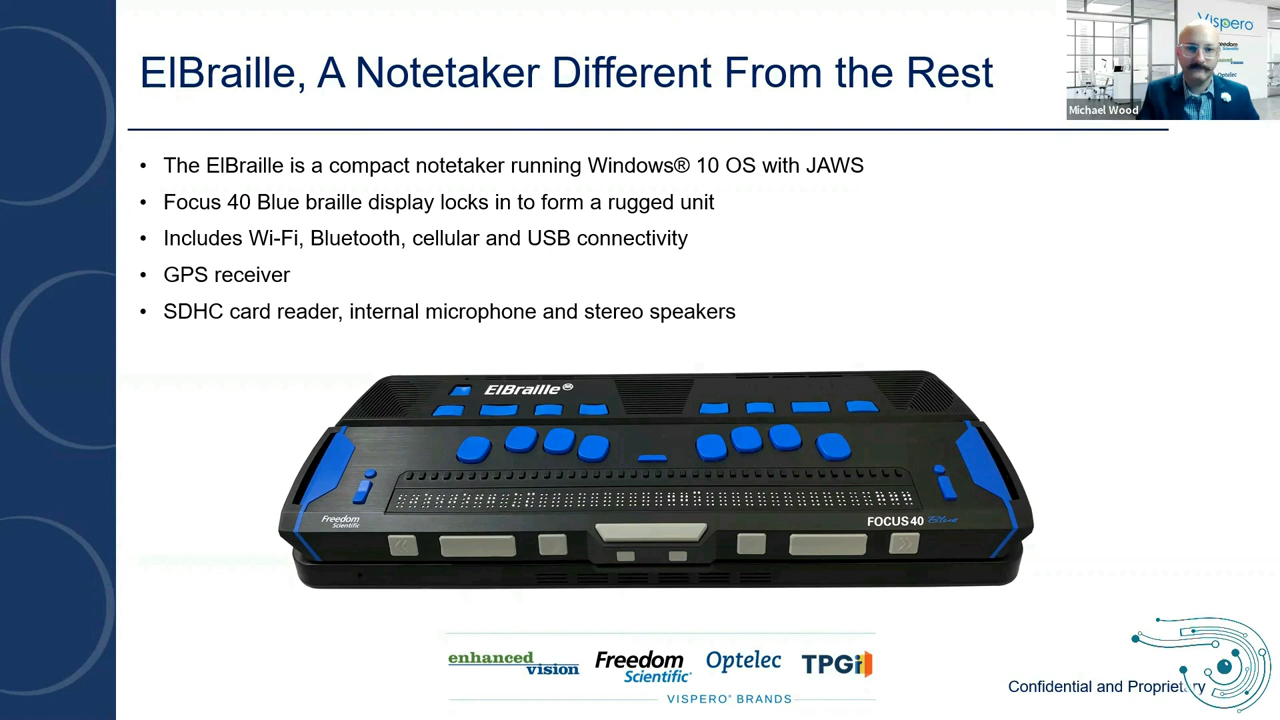 ElBraille, A Notetaker Different From the Rest
Vispero
Freedom
Scientific
Optelec
Michael Wood
• The ElBraille is a compact notetaker running Windows® 10 OS with JAWS
• Focus 40 Blue braille display locks in to form a rugged unit
• Includes Wi-Fi, Bluetooth, cellular and USB connectivity
• GPS receiver
• SDHC card reader, internal microphone and stereo speakers
ElBraille
Freedom
Scientific
FOCUS 40 Blue
enhanced
vision
Freedom
Scientific®
Optelec
TPGi
VISPERO® BRANDS
Confidential and Proprietary